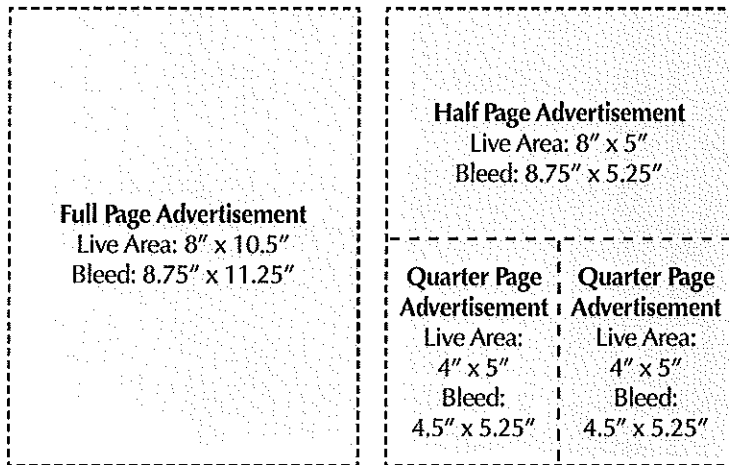 Full Page Advertisement
Live Area: 8″ x 10.5″
Bleed: 8.75″ x 11.25″
Half Page Advertisement
Live Area: 8″ x 5″
Bleed: 8.75″ x 5.25″
Quarter Page
Advertisement
Live Area:
4″ x 5″
Bleed:
4.5″ x 5.25″
Quarter Page
Advertisement
Live Area:
4″ x 5″
Bleed:
4.5″ x 5.25″